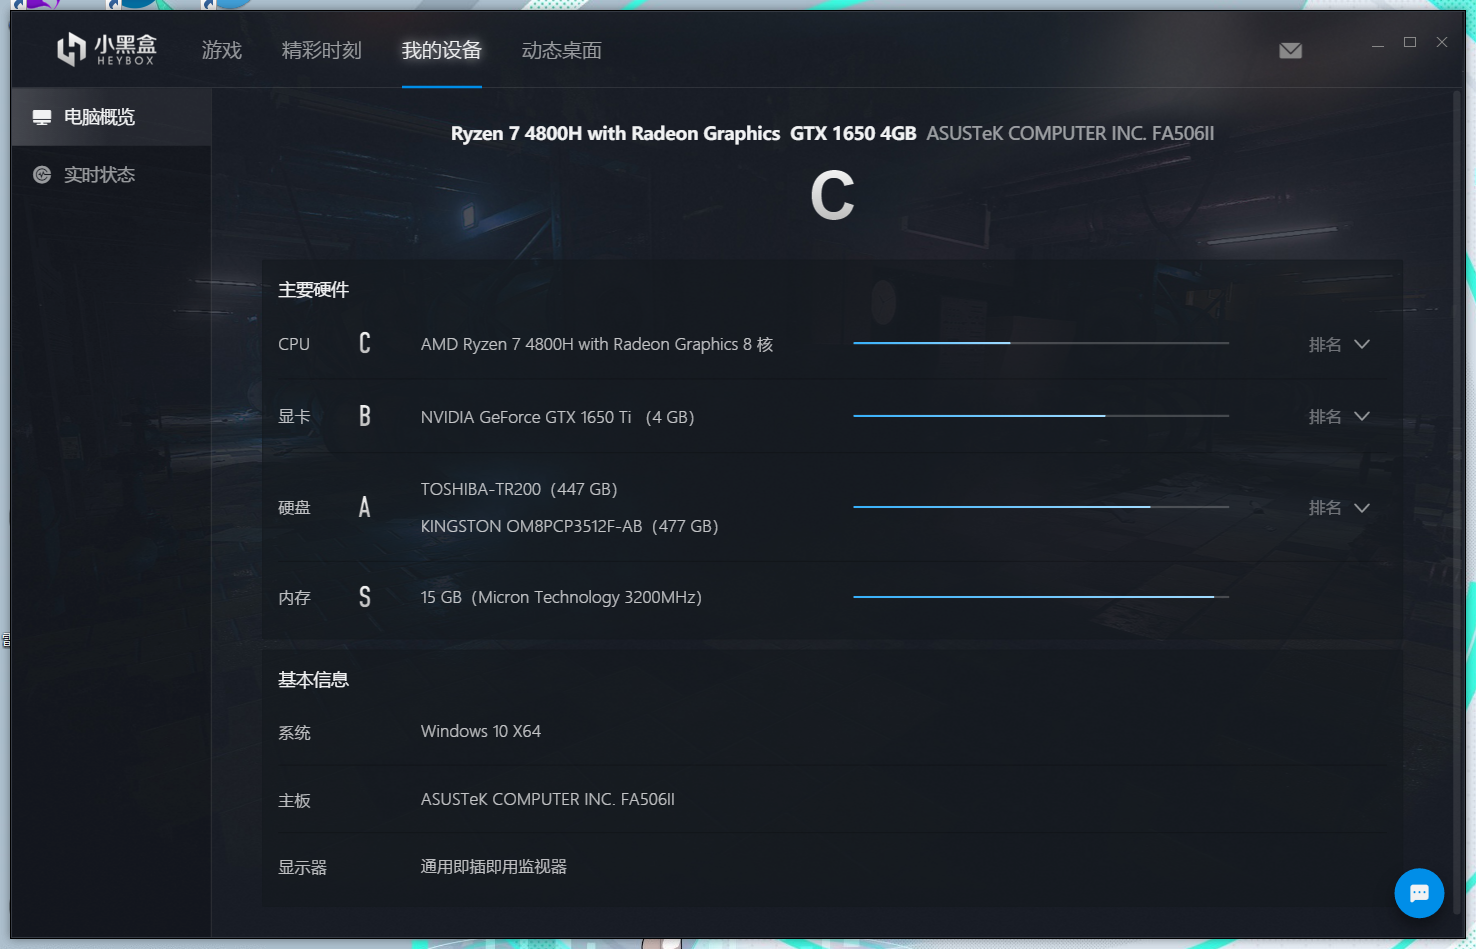 小黑盒
HEYBOX
游戏
精彩时刻
我的设备
动态桌面
电脑概览
实时状态
Ryzen 7 4800H with Radeon Graphics GTX 1650 4GB ASUSTeK COMPUTER INC. FA506II
C
主要硬件
CPU C AMD Ryzen 7 4800H with Radeon Graphics 8 核 排名
显卡 B NVIDIA GeForce GTX 1650 Ti （4 GB） 排名
硬盘 A TOSHIBA-TR200（447 GB） 排名
KINGSTON OM8PCP3512F-AB（477 GB）
内存 S 15 GB（Micron Technology 3200MHz）
基本信息
系统 Windows 10 X64
主板 ASUSTeK COMPUTER INC. FA506II
显示器 通用即插即用监视器